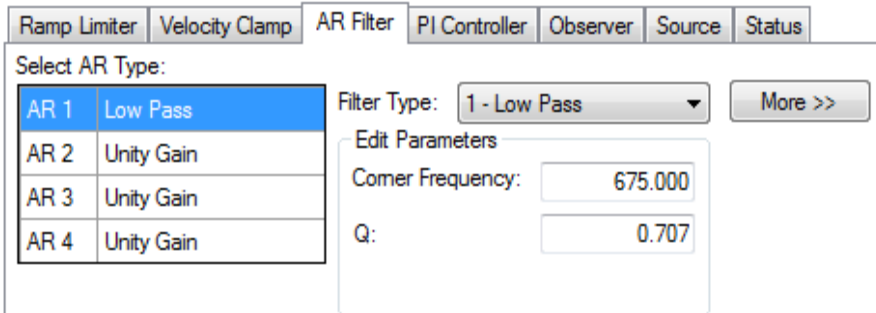 Ramp Limiter Velocity Clamp AR Filter PI Controller Observer Source Status
Select AR Type:
AR 1 Low Pass
AR 2 Unity Gain
AR 3 Unity Gain
AR 4 Unity Gain
Filter Type: 1 - Low Pass More >>
Edit Parameters
Corner Frequency: 675.000
Q: 0.707